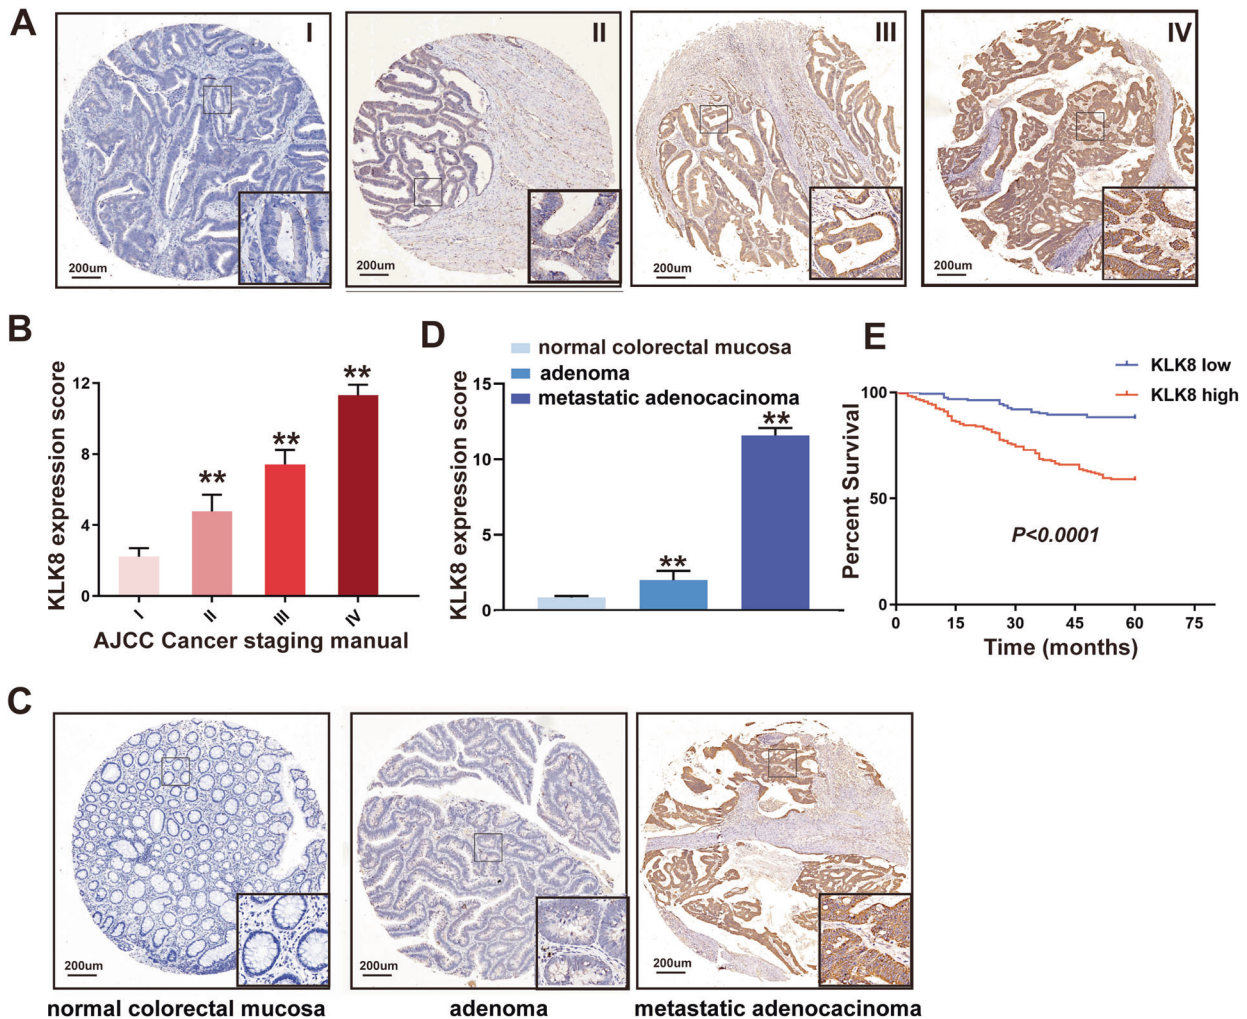 A
I
II
III
IV
200um
200um
200um
200um
B
KLK8 expression score
12
8
4
0
**
**
**
I
II
III
IV
AJCC Cancer staging manual
D
normal colorectal mucosa
adenoma
metastatic adenocacinoma
KLK8 expression score
15
10
5
0
**
**
E
KLK8 low
KLK8 high
Percent Survival
100
50
0
P<0.0001
0
15
30
45
60
75
Time (months)
C
200um
200um
200um
normal colorectal mucosa
adenoma
metastatic adenocacinoma